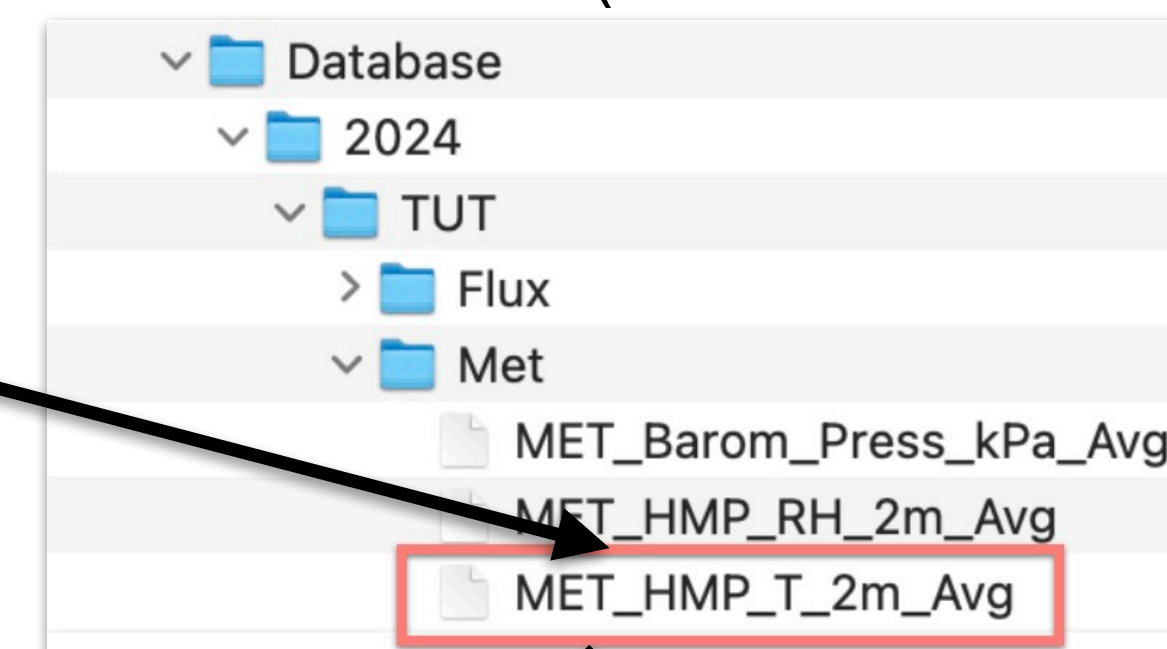 Database
2024
TUT
Flux
Met
MET_Barom_Press_kPa_Avg
MET_HMP_RH_2m_Avg
MET_HMP_T_2m_Avg